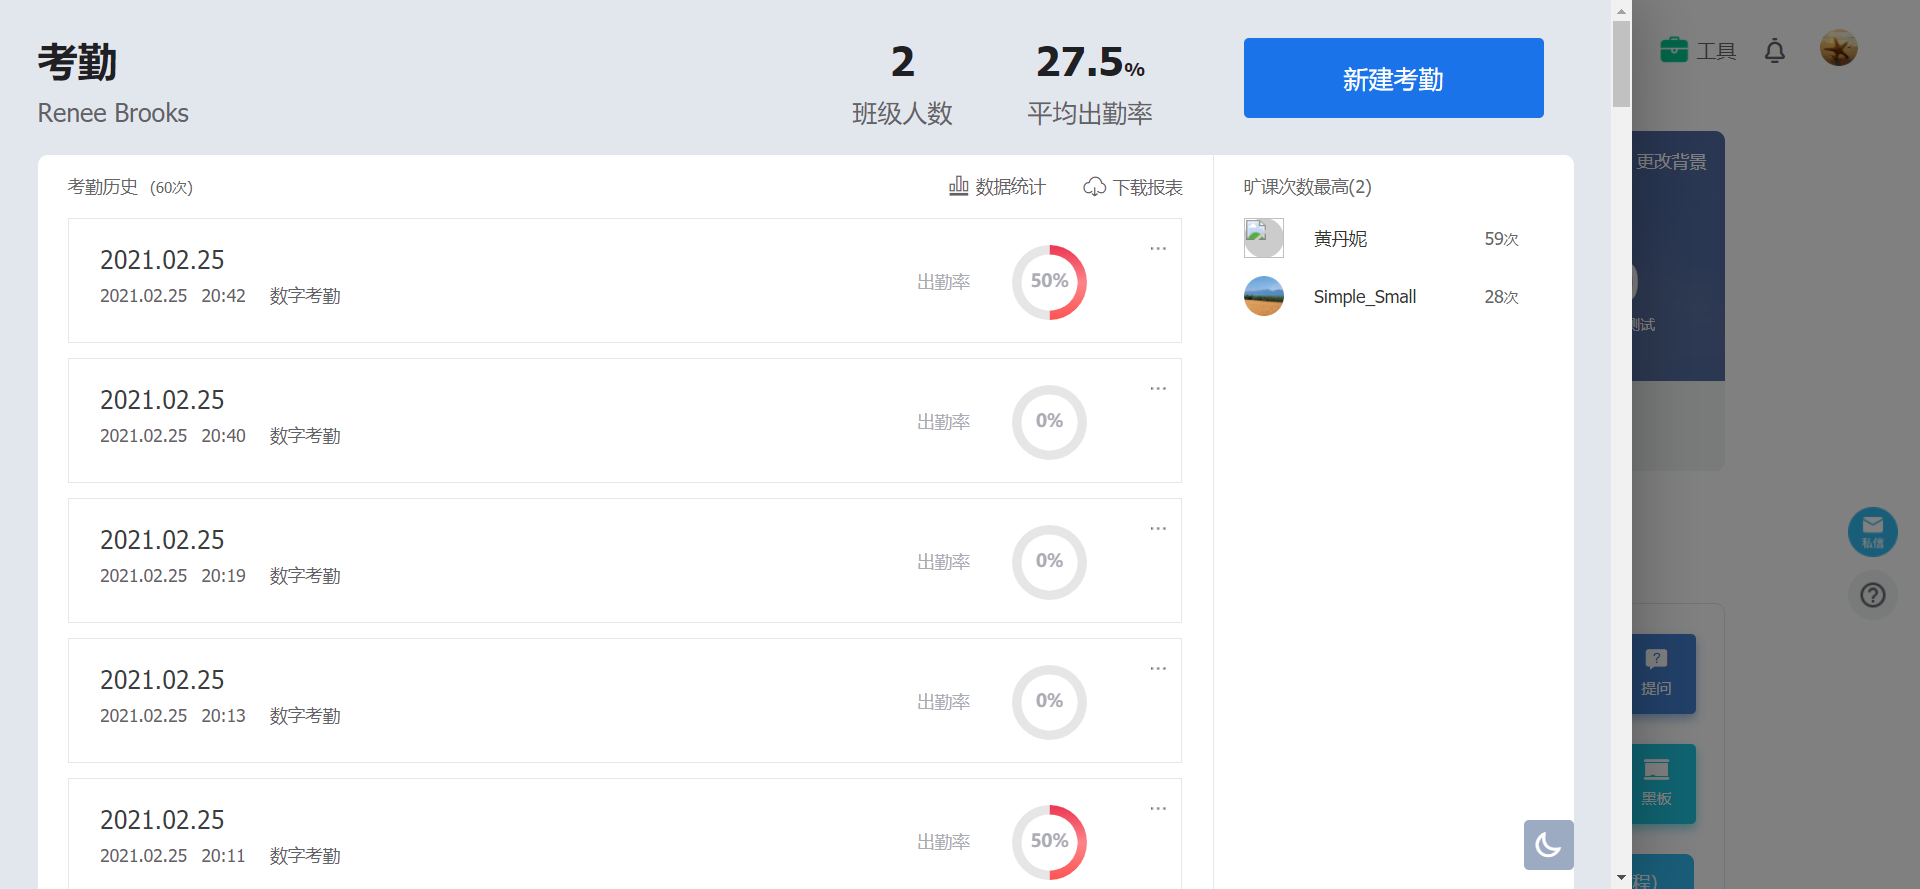 考勤
Renee Brooks
2
班级人数
27.5%
平均出勤率
新建考勤
工具
更改背景
考勤历史 (60次)
数据统计
下载报表
旷课次数最高(2)
黄丹妮 59次
Simple_Small 28次
2021.02.25
2021.02.25 20:42 数字考勤
出勤率
50%
...
2021.02.25
2021.02.25 20:40 数字考勤
出勤率
0%
...
2021.02.25
2021.02.25 20:19 数字考勤
出勤率
0%
...
2021.02.25
2021.02.25 20:13 数字考勤
出勤率
0%
...
2021.02.25
2021.02.25 20:11 数字考勤
出勤率
50%
...
测试
私信
?
提问
黑板
程)